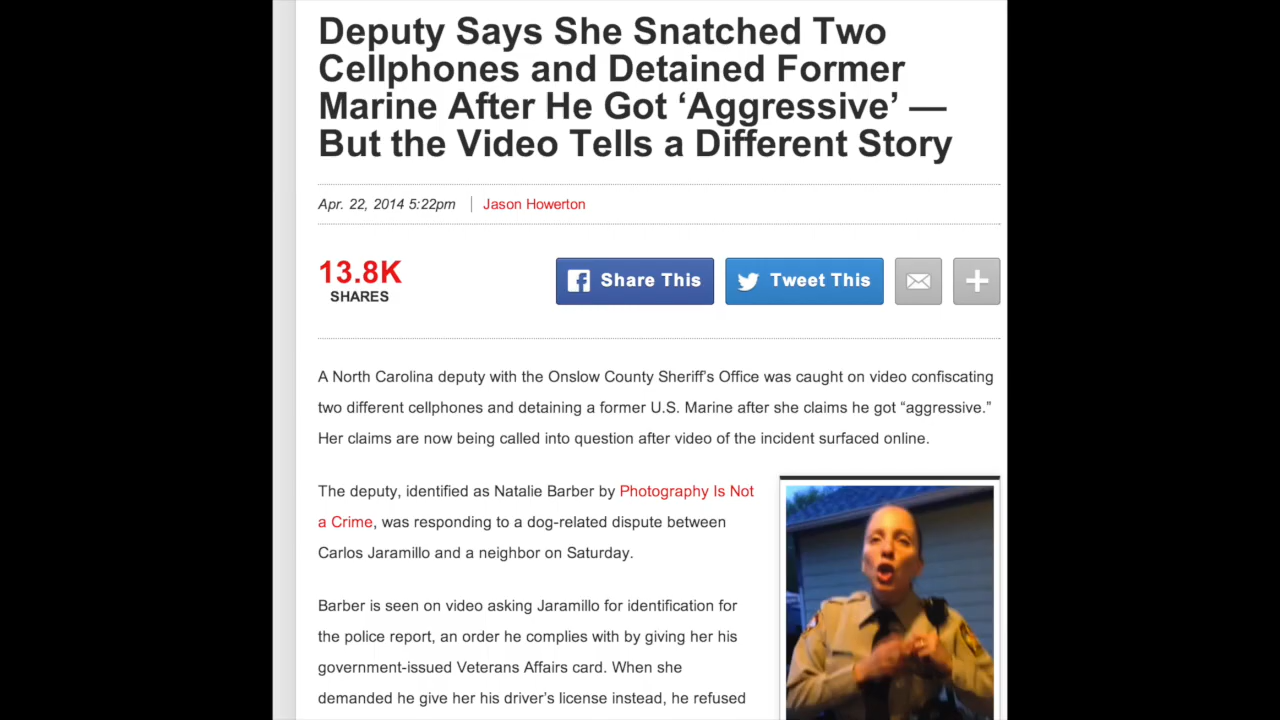 Deputy Says She Snatched Two
Cellphones and Detained Former
Marine After He Got ‘Aggressive’ —
But the Video Tells a Different Story
Apr. 22, 2014 5:22pm | Jason Howerton
13.8K
SHARES
Share This
Tweet This
A North Carolina deputy with the Onslow County Sheriff’s Office was caught on video confiscating
two different cellphones and detaining a former U.S. Marine after she claims he got “aggressive.”
Her claims are now being called into question after video of the incident surfaced online.
The deputy, identified as Natalie Barber by Photography Is Not
a Crime, was responding to a dog-related dispute between
Carlos Jaramillo and a neighbor on Saturday.
Barber is seen on video asking Jaramillo for identification for
the police report, an order he complies with by giving her his
government-issued Veterans Affairs card. When she
demanded he give her his driver’s license instead, he refused